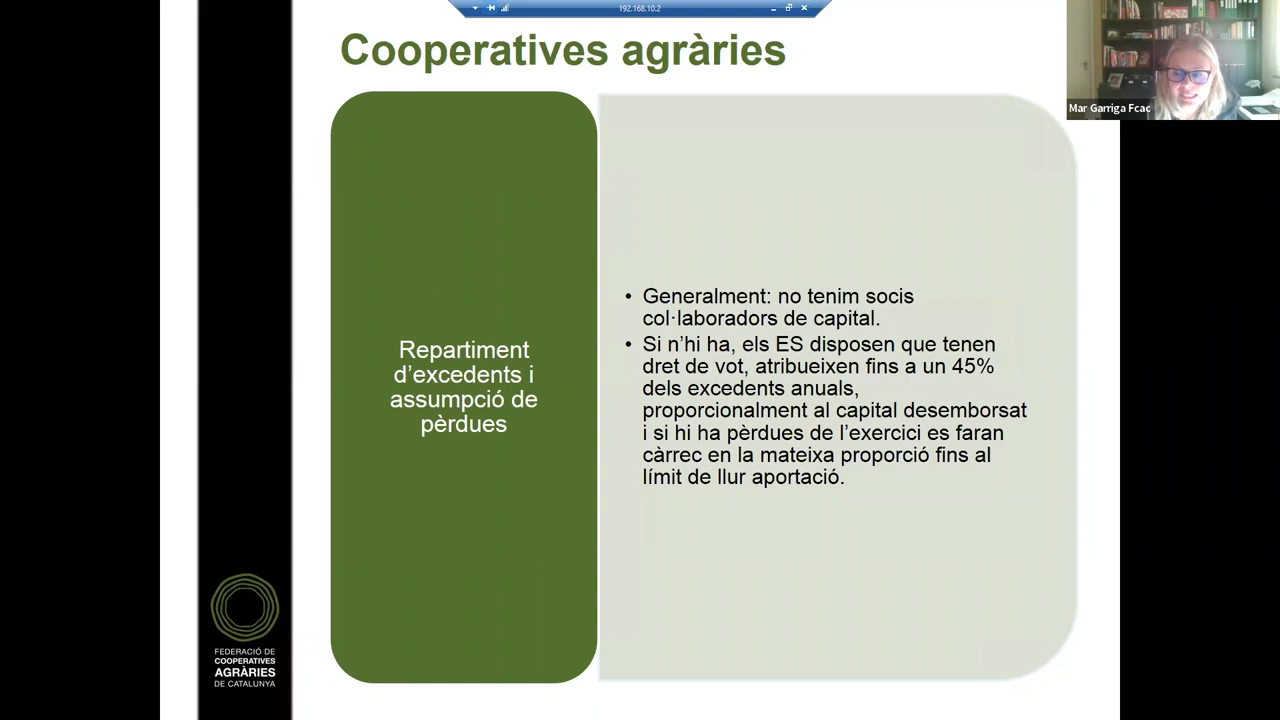 192.168.10.2
Cooperatives agràries
Mar Garriga Fcac
Repartiment
d’excedents i
assumpció de
pèrdues
• Generalment: no tenim socis
col·laboradors de capital.
• Si n’hi ha, els ES disposen que tenen
dret de vot, atribueixen fins a un 45%
dels excedents anuals,
proporcionalment al capital desemborsat
i si hi ha pèrdues de l’exercici es faran
càrrec en la mateixa proporció fins al
límit de llur aportació.
FEDERACIÓ DE
COOPERATIVES
AGRÀRIES
DE CATALUNYA